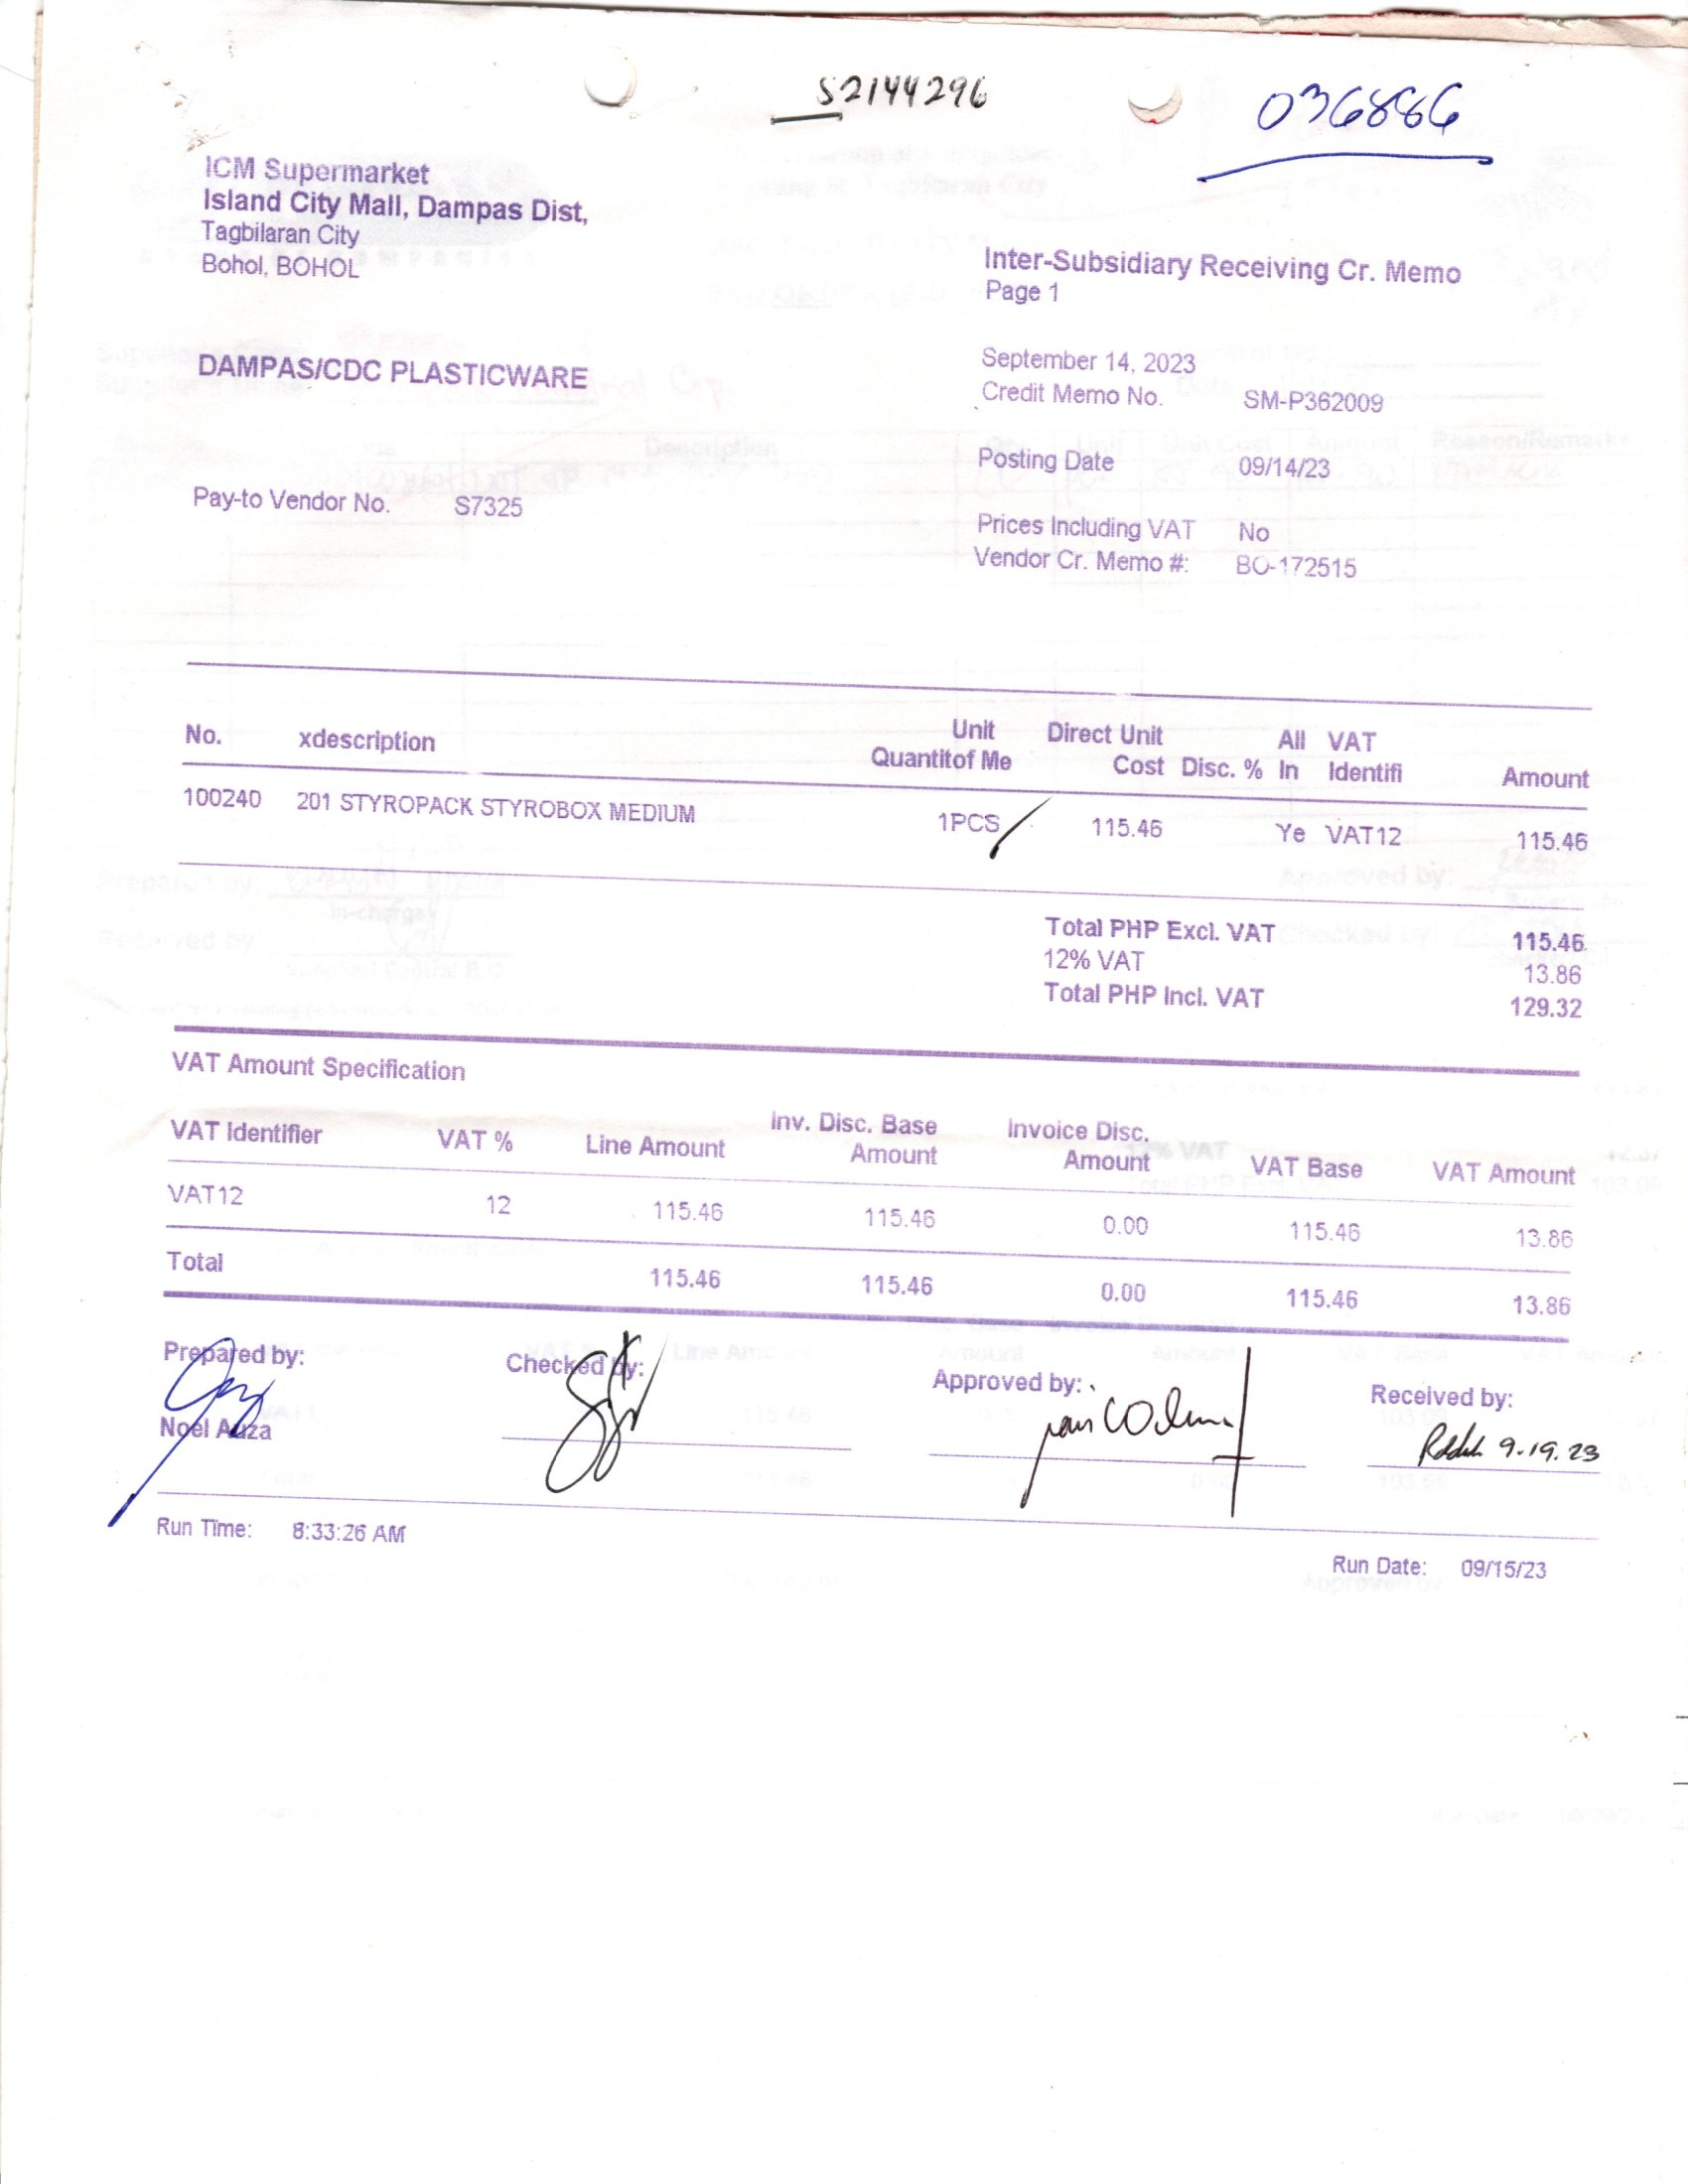 S2144296
036886
ICM Supermarket
Island City Mall, Dampas Dist,
Tagbilaran City
Bohol, BOHOL
Inter-Subsidiary Receiving Cr. Memo
Page 1
DAMPAS/CDC PLASTICWARE
September 14, 2023
Credit Memo No. SM-P362009
Posting Date 09/14/23
Pay-to Vendor No. S7325
Prices Including VAT No
Vendor Cr. Memo #: BO-172515
Unit Direct Unit All VAT
No. xdescription Quantitof Me Cost Disc. % In Identifi Amount
100240 201 STYROPACK STYROBOX MEDIUM 1PCS 115.46 Ye VAT12 115.46
Total PHP Excl. VAT 115.46
12% VAT 13.86
Total PHP Incl. VAT 129.32
VAT Amount Specification
Inv. Disc. Base Invoice Disc.
VAT Identifier VAT % Line Amount Amount Amount VAT Base VAT Amount
VAT12 12 115.46 115.46 0.00 115.46 13.86
Total 115.46 115.46 0.00 115.46 13.86
Prepared by: Checked by: Approved by: Received by:
Noel Auza 9.19.23
Run Time: 8:33:26 AM
Run Date: 09/15/23